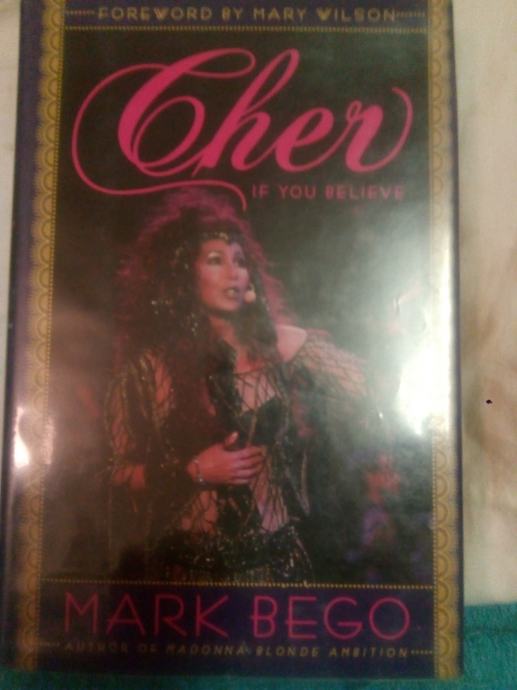 FOREWORD BY MARY WILSON
Cher
IF YOU BELIEVE
MARK BEGO
AUTHOR OF MADONNA: BLONDE AMBITION